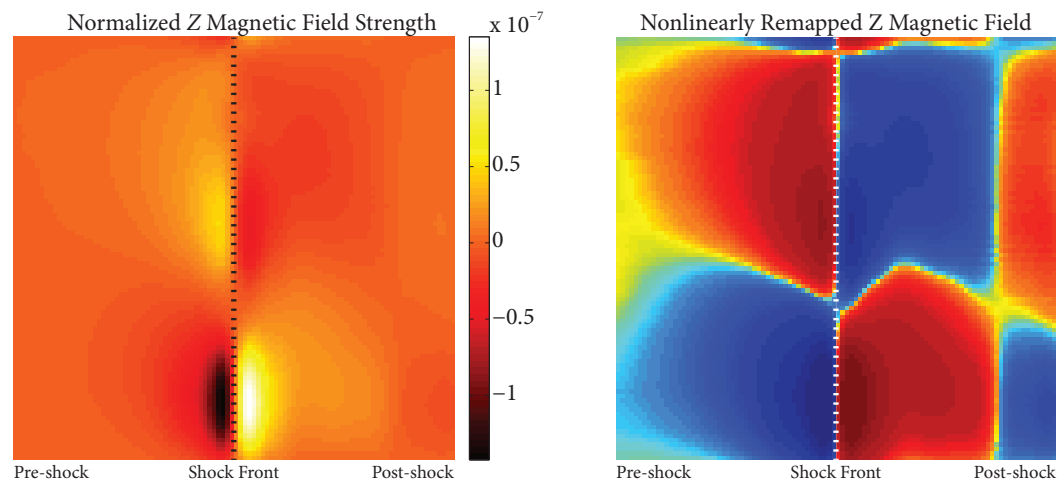 Normalized Z Magnetic Field Strength
x 10⁻⁷
1
0.5
0
−0.5
−1
Pre-shock Shock Front Post-shock
Nonlinearly Remapped Z Magnetic Field
Pre-shock Shock Front Post-shock